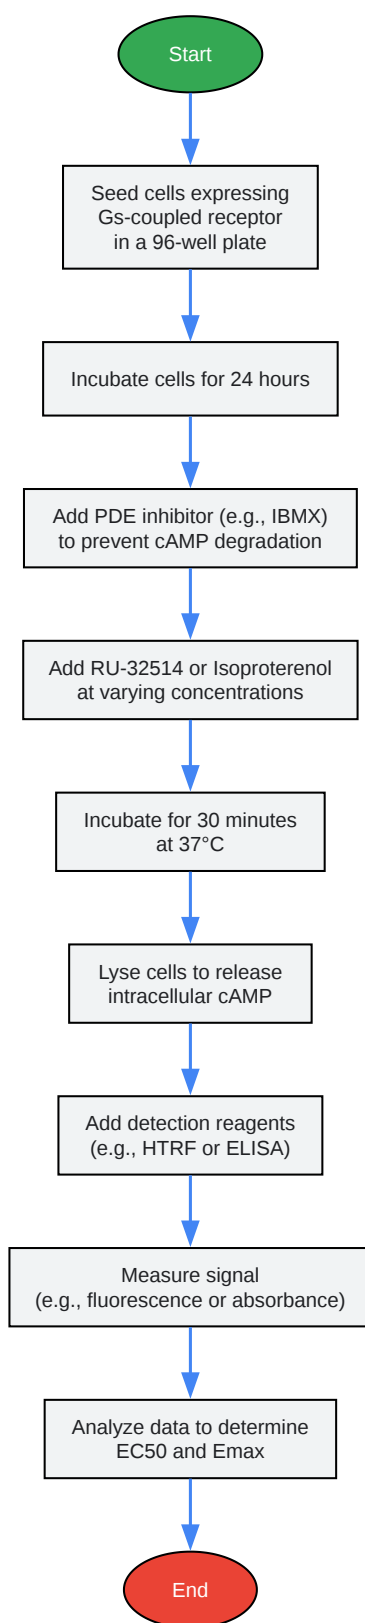 Start
Seed cells expressing
Gs-coupled receptor
in a 96-well plate
Incubate cells for 24 hours
Add PDE inhibitor (e.g., IBMX)
to prevent cAMP degradation
Add RU-32514 or Isoproterenol
at varying concentrations
Incubate for 30 minutes
at 37°C
Lyse cells to release
intracellular cAMP
Add detection reagents
(e.g., HTRF or ELISA)
Measure signal
(e.g., fluorescence or absorbance)
Analyze data to determine
EC50 and Emax
End